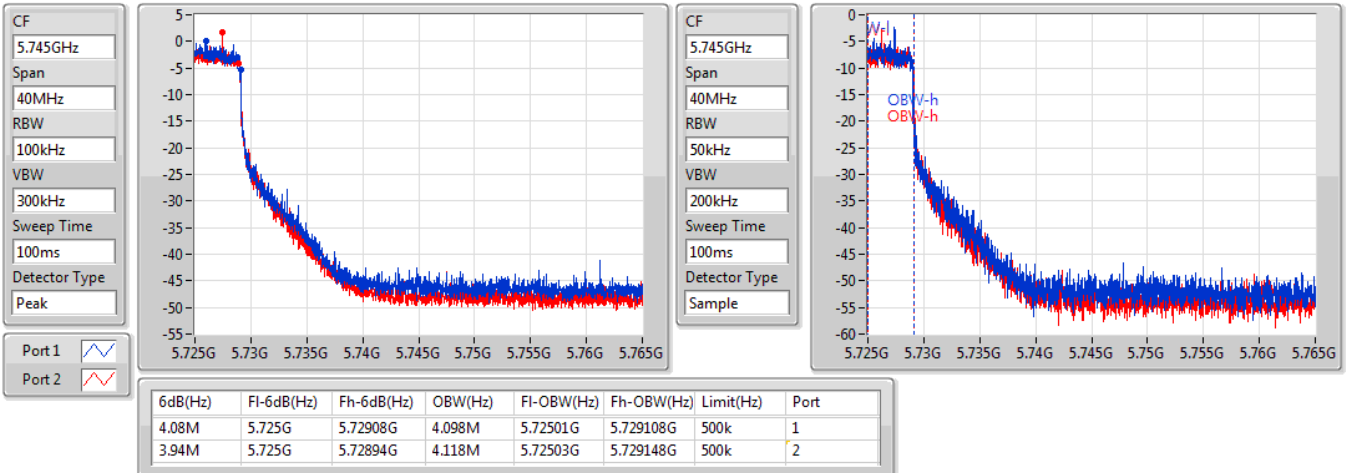 CF
5.745GHz
Span
40MHz
RBW
100kHz
VBW
300kHz
Sweep Time
100ms
Detector Type
Peak
Port 1
Port 2
5
0
-5
-10
-15
-20
-25
-30
-35
-40
-45
-50
-55
5.725G 5.73G 5.735G 5.74G 5.745G 5.75G 5.755G 5.76G 5.765G
CF
5.745GHz
Span
40MHz
RBW
50kHz
VBW
200kHz
Sweep Time
100ms
Detector Type
Sample
0
-5
-10
-15
-20
-25
-30
-35
-40
-45
-50
-55
-60
OBW-h
OBW-h
5.725G 5.73G 5.735G 5.74G 5.745G 5.75G 5.755G 5.76G 5.765G
6dB(Hz) Fl-6dB(Hz) Fh-6dB(Hz) OBW(Hz) Fl-OBW(Hz) Fh-OBW(Hz) Limit(Hz) Port
4.08M 5.725G 5.72908G 4.098M 5.72501G 5.729108G 500k 1
3.94M 5.725G 5.72894G 4.118M 5.72503G 5.729148G 500k 2